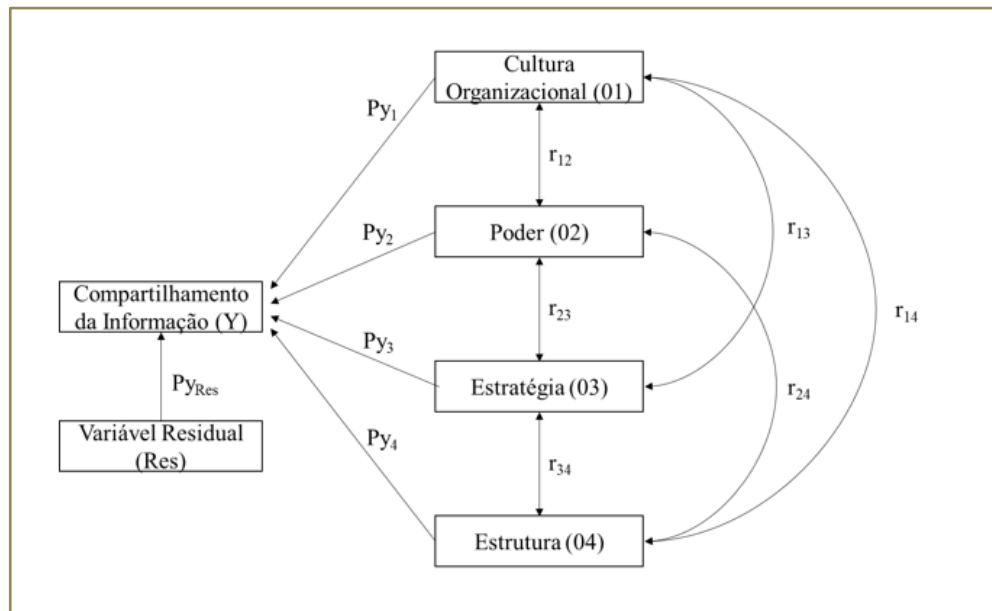 Cultura
Organizacional (01)
Py₁
r₁₂
Py₂
Poder (02)
r₁₃
Compartilhamento
da Informação (Y)
r₂₃
r₁₄
Py₃
Estratégia (03)
r₂₄
Py_Res
Variável Residual
(Res)
Py₄
r₃₄
Estrutura (04)